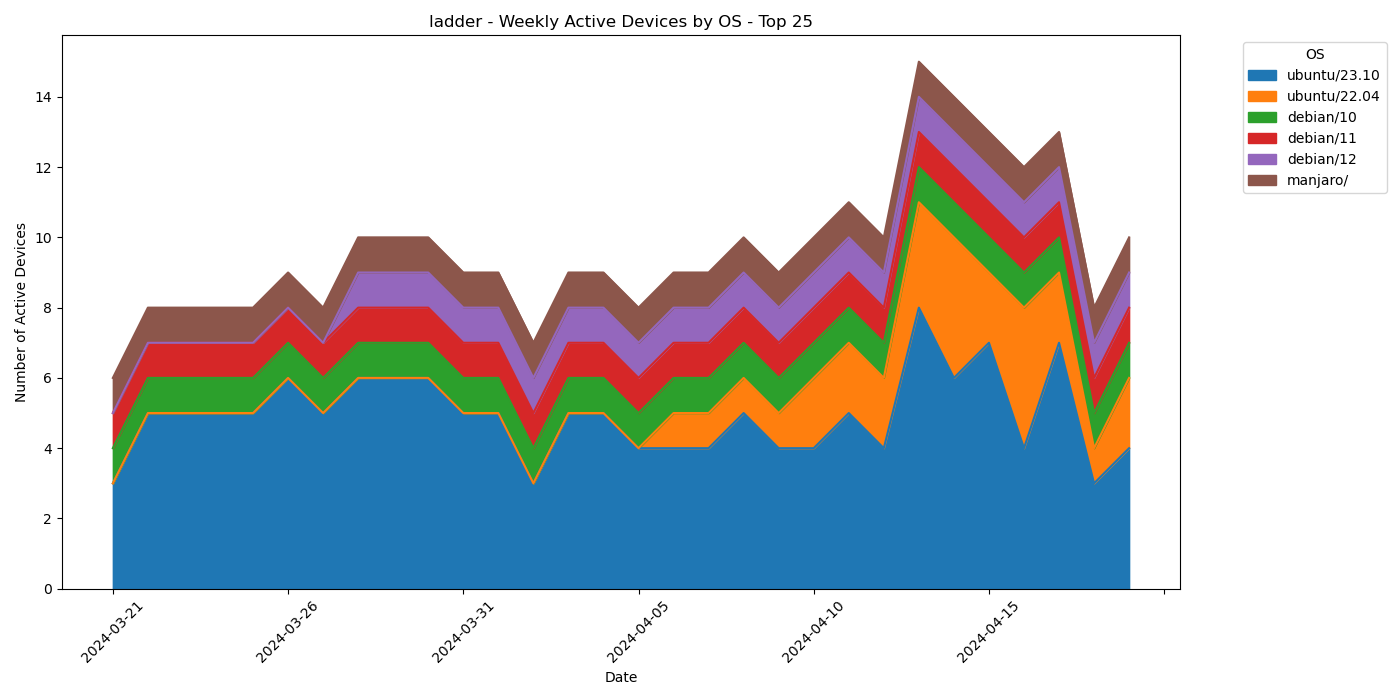 ladder - Weekly Active Devices by OS - Top 25
Number of Active Devices
14
12
10
8
6
4
2
0
2024-03-21
2024-03-26
2024-03-31
2024-04-05
2024-04-10
2024-04-15
Date
OS
ubuntu/23.10
ubuntu/22.04
debian/10
debian/11
debian/12
manjaro/